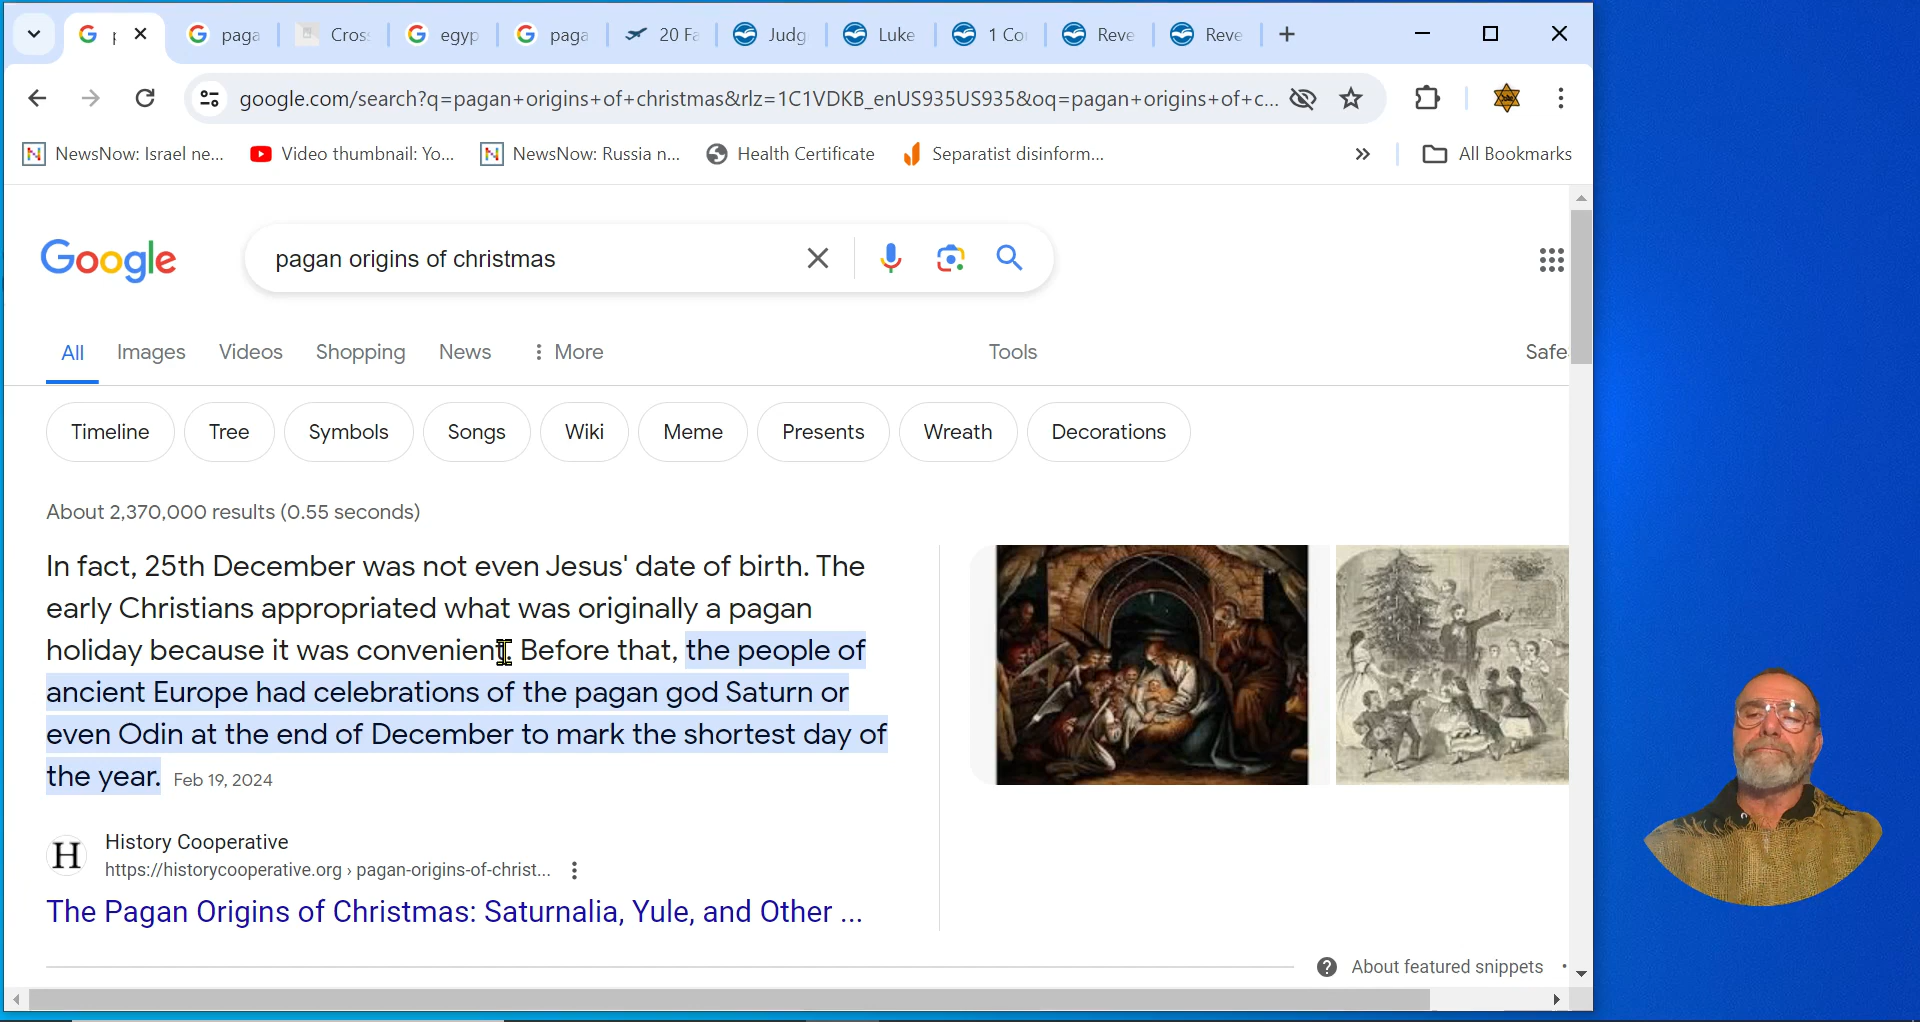 paga
Cros
egyp
paga
20 Fa
Judg
Luke
1 Co
Reve
Reve
google.com/search?q=pagan+origins+of+christmas&rlz=1C1VDKB_enUS935US935&oq=pagan+origins+of+c...
NewsNow: Israel ne...
Video thumbnail: Yo...
NewsNow: Russia n...
Health Certificate
Separatist disinform...
»
All Bookmarks
Google
pagan origins of christmas
All
Images
Videos
Shopping
News
More
Tools
Safe
Timeline
Tree
Symbols
Songs
Wiki
Meme
Presents
Wreath
Decorations
About 2,370,000 results (0.55 seconds)
In fact, 25th December was not even Jesus' date of birth. The
early Christians appropriated what was originally a pagan
holiday because it was convenient. Before that, the people of
ancient Europe had celebrations of the pagan god Saturn or
even Odin at the end of December to mark the shortest day of
the year. Feb 19, 2024
H
History Cooperative
https://historycooperative.org › pagan-origins-of-christ...
The Pagan Origins of Christmas: Saturnalia, Yule, and Other ...
About featured snippets